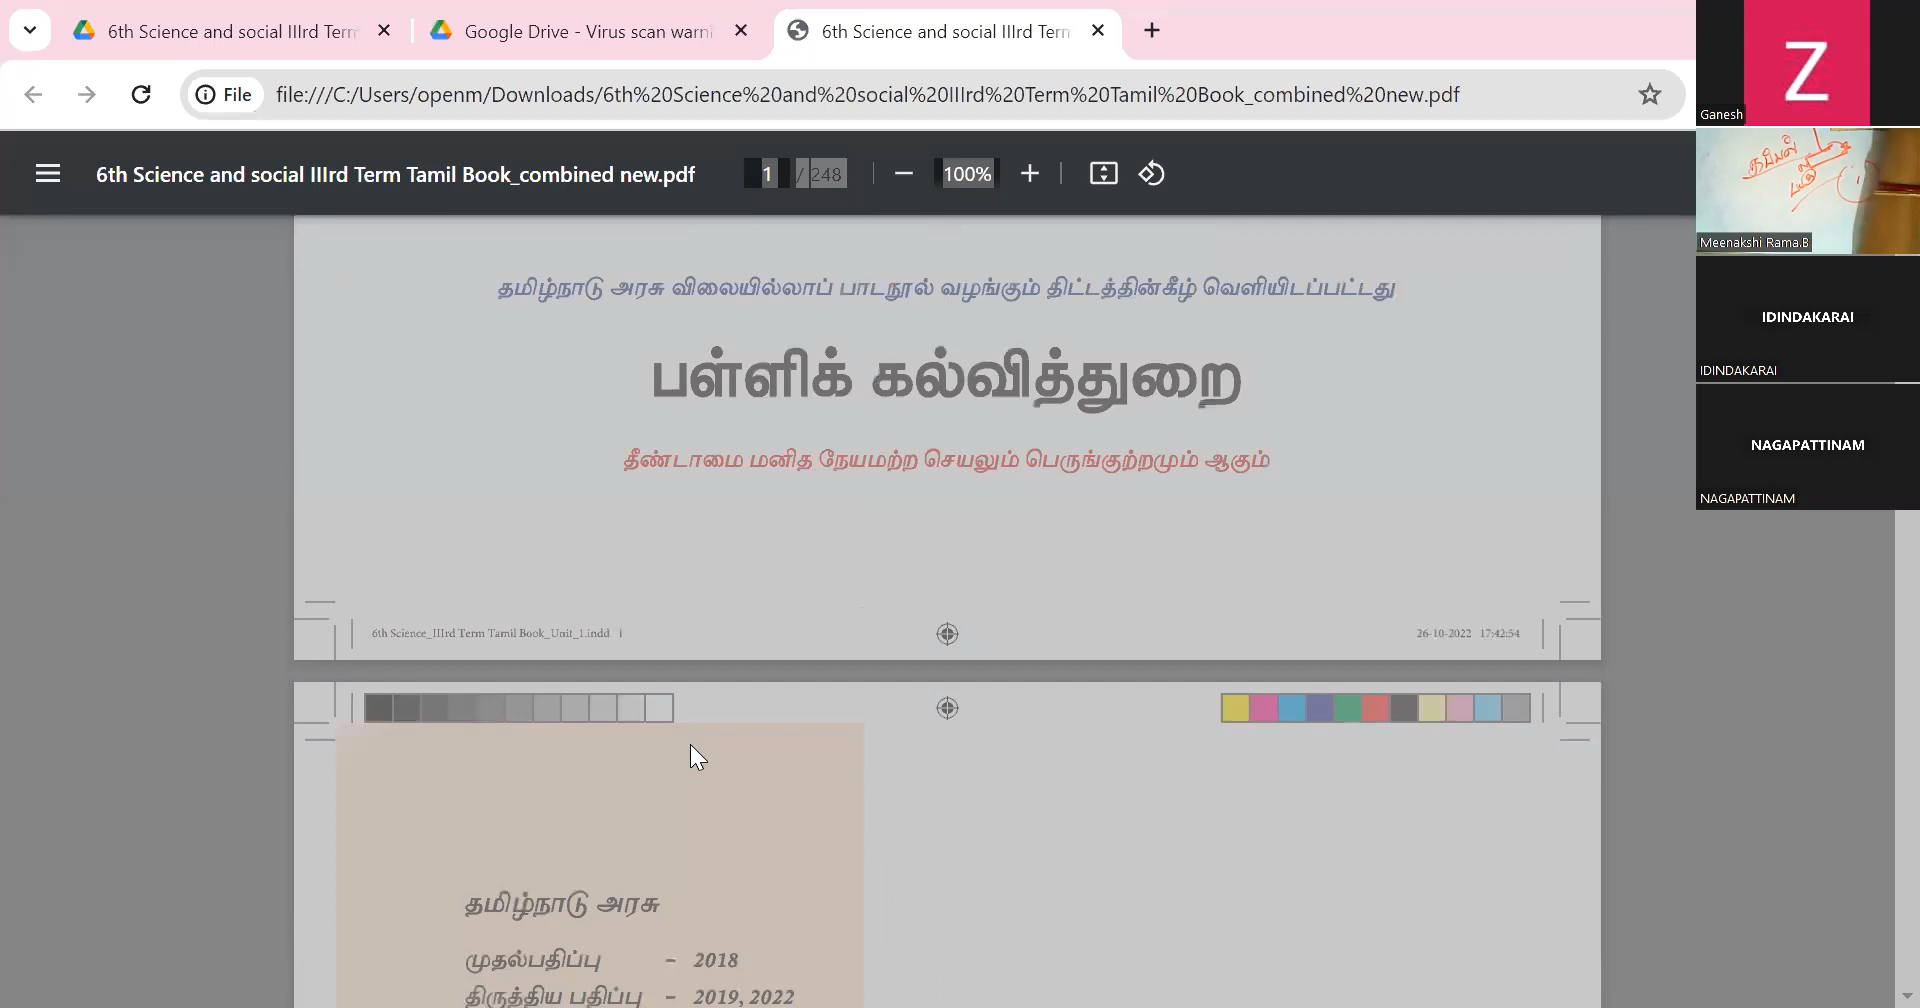 6th Science and social IIIrd Term
Google Drive - Virus scan warni
6th Science and social IIIrd Term
File
file:///C:/Users/openm/Downloads/6th%20Science%20and%20social%20IIIrd%20Term%20Tamil%20Book_combined%20new.pdf
6th Science and social IIIrd Term Tamil Book_combined new.pdf
1 / 248
100%
Z
Ganesh
Meenakshi Rama.B
IDINDAKARAI
IDINDAKARAI
NAGAPATTINAM
NAGAPATTINAM
தமிழ்நாடு அரசு விலையில்லாப் பாடநூல் வழங்கும் திட்டத்தின்கீழ் வெளியிடப்பட்டது
பள்ளிக் கல்வித்துறை
தீண்டாமை மனித நேயமற்ற செயலும் பெருங்குற்றமும் ஆகும்
6th Science_IIIrd Term Tamil Book_Unit_1.indd 1
26-10-2022 17:42:54
தமிழ்நாடு அரசு
முதல்பதிப்பு - 2018
திருத்திய பதிப்பு - 2019, 2022